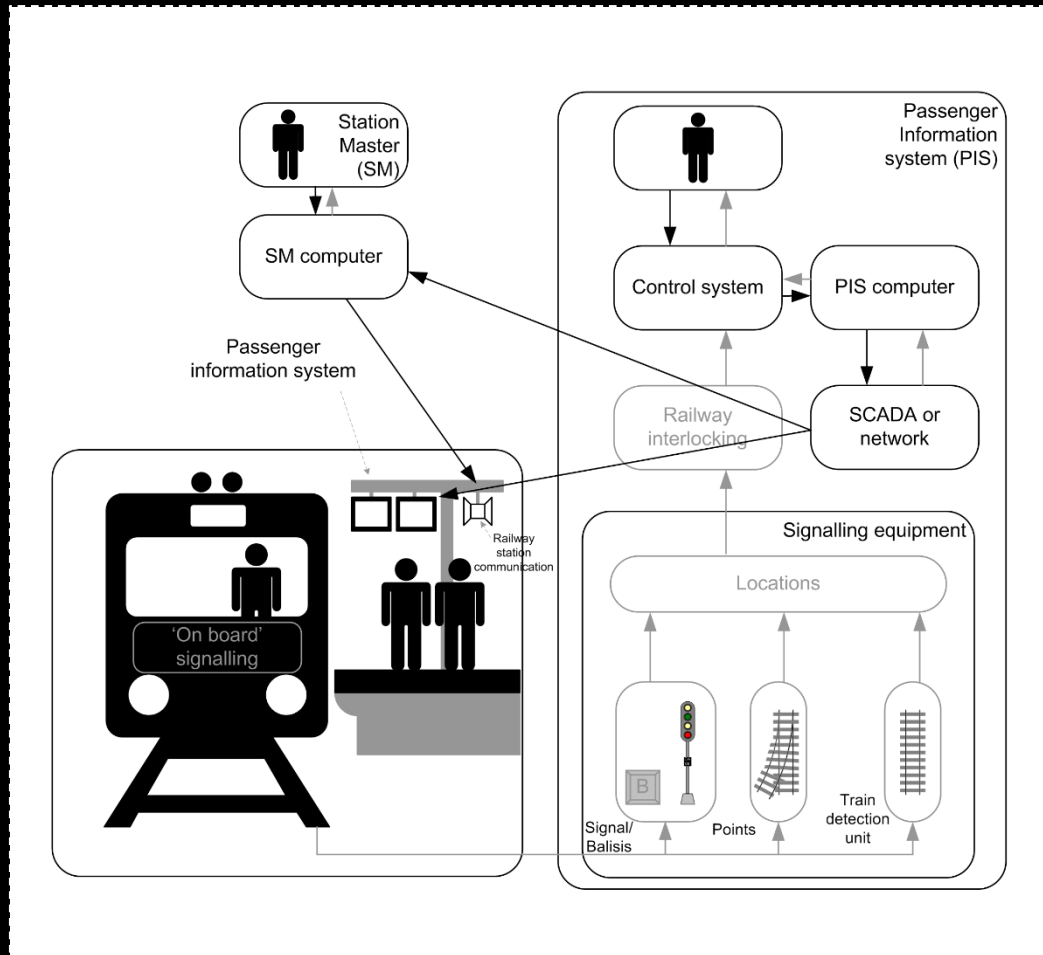 Station
Master
(SM)
SM computer
Passenger
information system
Passenger
Information
system (PIS)
Control system
PIS computer
Railway
interlocking
SCADA or
network
Railway
station
communication
'On board'
signalling
Signalling equipment
Locations
B
Signal/
Balisis
Points
Train
detection
unit